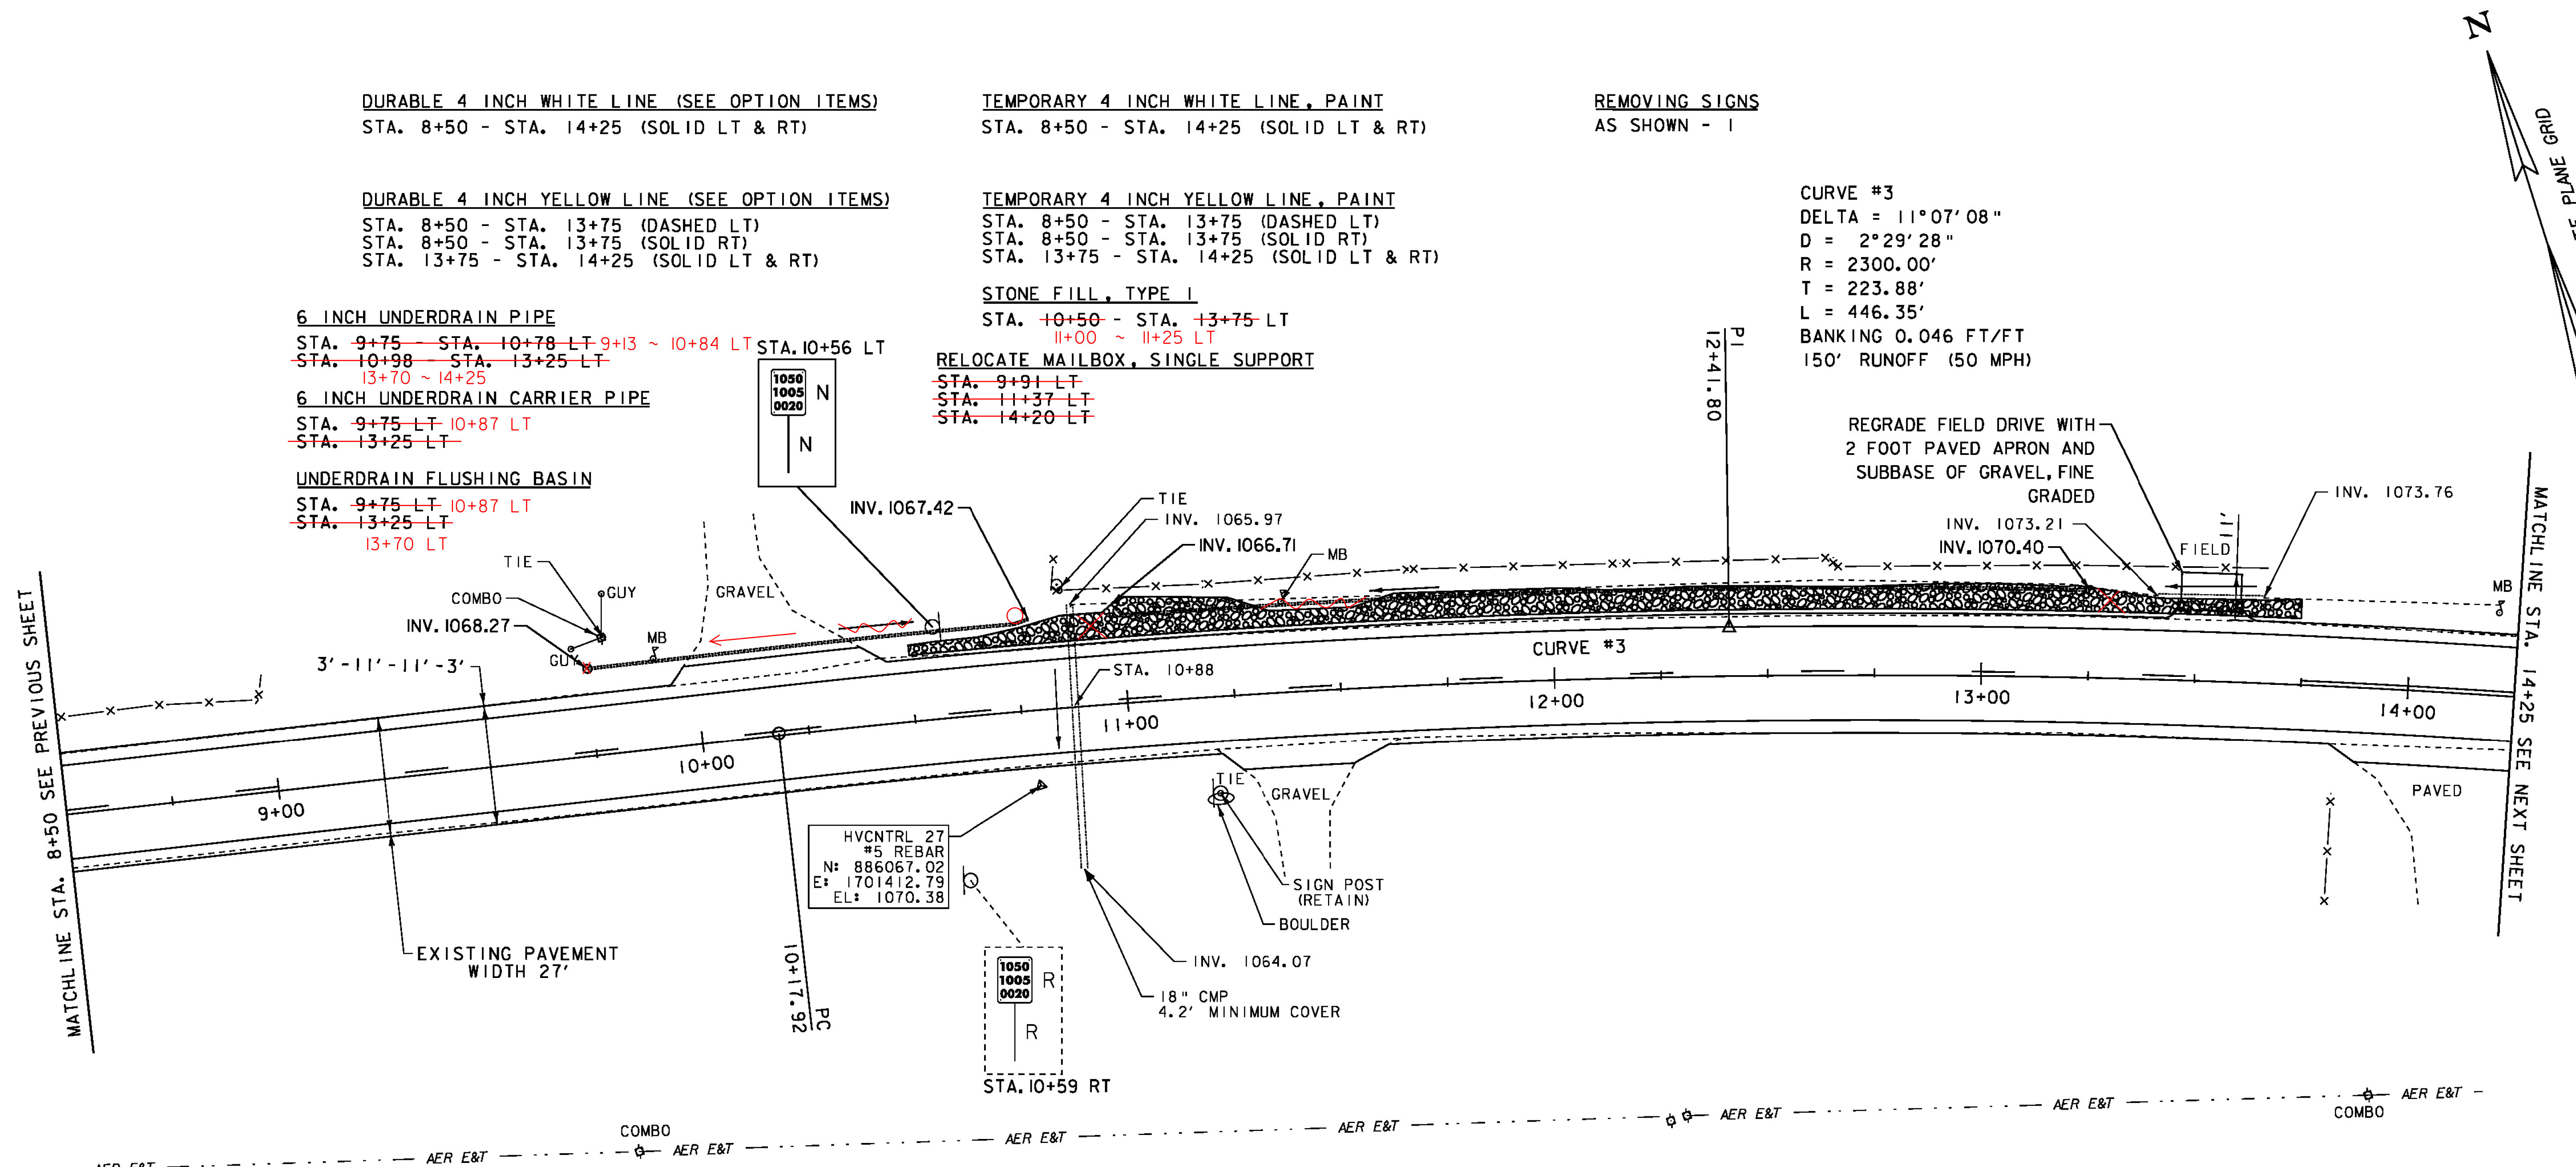 DURABLE 4 INCH WHITE LINE (SEE OPTION ITEMS)
STA. 8+50 - STA. 14+25 (SOLID LT & RT)
TEMPORARY 4 INCH WHITE LINE, PAINT
STA. 8+50 - STA. 14+25 (SOLID LT & RT)
REMOVING SIGNS
AS SHOWN - 1
N
PLANE GRID
DURABLE 4 INCH YELLOW LINE (SEE OPTION ITEMS)
STA. 8+50 - STA. 13+75 (DASHED LT)
STA. 8+50 - STA. 13+75 (SOLID RT)
STA. 13+75 - STA. 14+25 (SOLID LT & RT)
TEMPORARY 4 INCH YELLOW LINE, PAINT
STA. 8+50 - STA. 13+75 (DASHED LT)
STA. 8+50 - STA. 13+75 (SOLID RT)
STA. 13+75 - STA. 14+25 (SOLID LT & RT)
CURVE #3
DELTA = 11°07'08"
D = 2°29'28"
R = 2300.00'
T = 223.88'
L = 446.35'
BANKING 0.046 FT/FT
150' RUNOFF (50 MPH)
STONE FILL, TYPE I
STA. 10+50 - STA. 13+75 LT
11+00 ~ 11+25 LT
6 INCH UNDERDRAIN PIPE
STA. 9+75 - STA. 10+78 LT 9+13 ~ 10+84 LT
STA. 10+98 - STA. 13+25 LT
13+70 ~ 14+25
6 INCH UNDERDRAIN CARRIER PIPE
STA. 9+75 LT 10+87 LT
STA. 13+25 LT
UNDERDRAIN FLUSHING BASIN
STA. 9+75 LT 10+87 LT
STA. 13+25 LT
13+70 LT
STA. 10+56 LT
1050
1005
0020
N
N
RELOCATE MAILBOX, SINGLE SUPPORT
STA. 9+91 LT
STA. 11+37 LT
STA. 14+20 LT
PI
12+41.80
REGRADE FIELD DRIVE WITH
2 FOOT PAVED APRON AND
SUBBASE OF GRAVEL, FINE
GRADED
INV. 1073.76
INV. 1073.21
INV. 1070.40
FIELD
11'
MB
INV. 1067.42
TIE
INV. 1065.97
INV. 1066.71
MB
TIE
COMBO
GUY
GRAVEL
INV. 1068.27
GUY
MB
3'-11'-11'-3'
CURVE #3
STA. 10+88
9+00
10+00
11+00
12+00
13+00
14+00
MATCHLINE STA. 8+50 SEE PREVIOUS SHEET
MATCHLINE STA. 14+25 SEE NEXT SHEET
TIE
GRAVEL
PAVED
HVCNTRL 27
#5 REBAR
N: 886067.02
E: 1701412.79
EL: 1070.38
SIGN POST
(RETAIN)
BOULDER
EXISTING PAVEMENT
WIDTH 27'
PC
10+17.92
INV. 1064.07
18" CMP
4.2' MINIMUM COVER
1050
1005
0020
R
R
STA. 10+59 RT
COMBO
COMBO
AER E&T
AER E&T
AER E&T
AER E&T
AER E&T
AER E&T
AER E&T
AER E&T